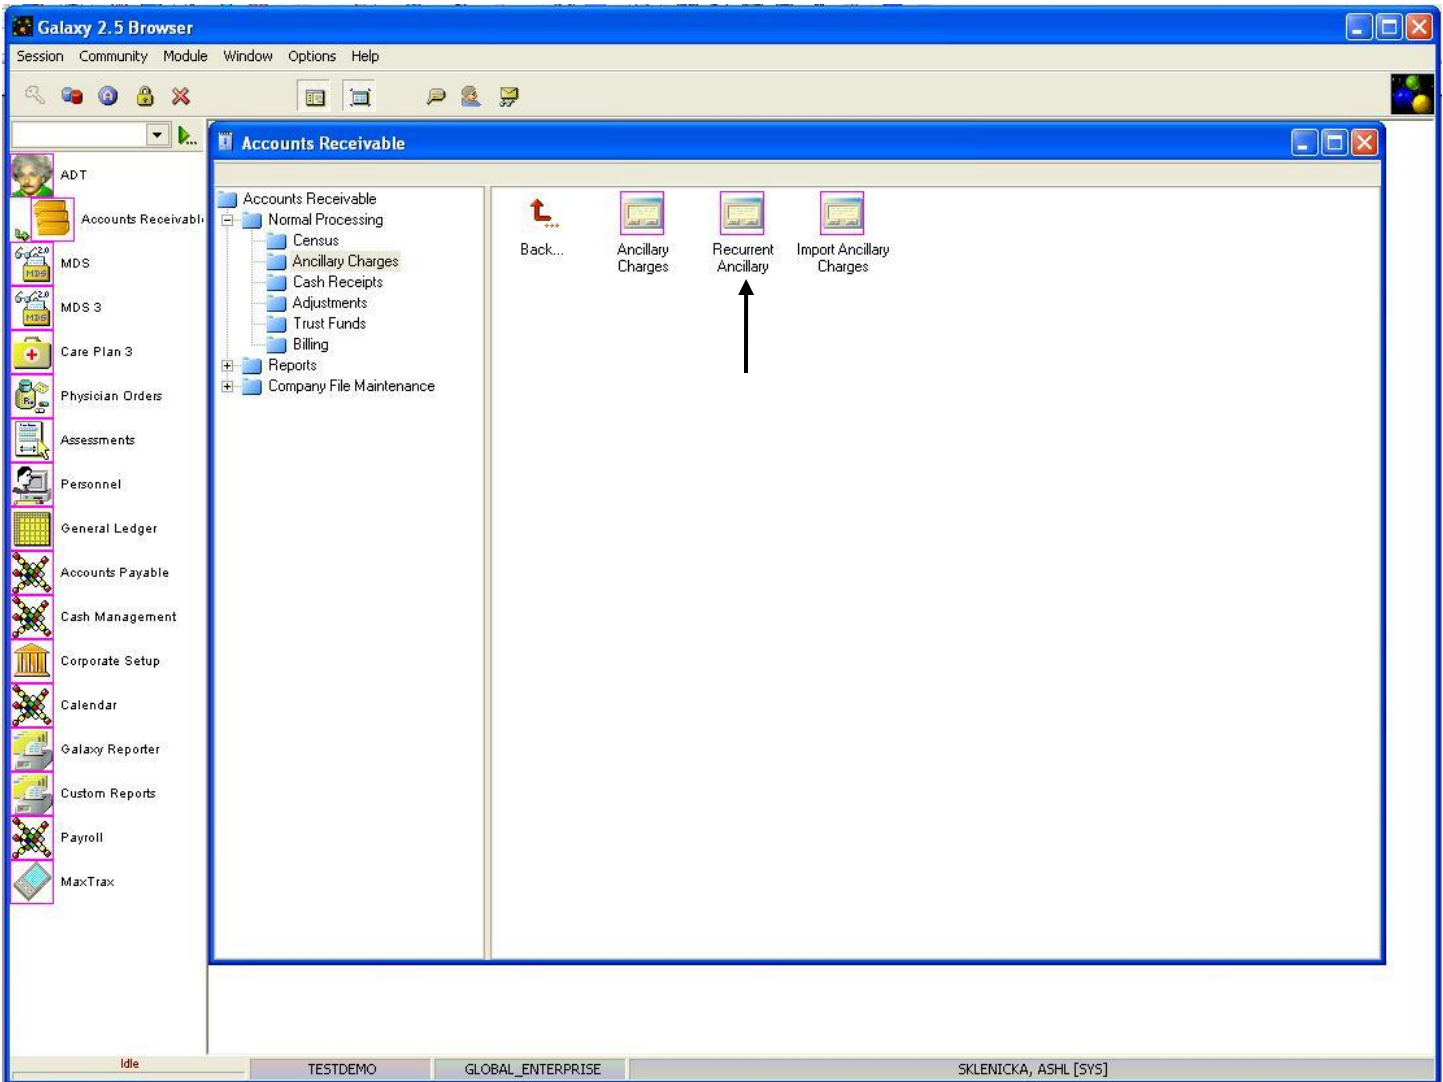 Galaxy 2.5 Browser
Session Community Module Window Options Help
Accounts Receivable
ADT
Accounts Receivabl
MDS
MDS 3
Care Plan 3
Physician Orders
Assessments
Personnel
General Ledger
Accounts Payable
Cash Management
Corporate Setup
Calendar
Galaxy Reporter
Custom Reports
Payroll
MaxTrax
Accounts Receivable
Normal Processing
Census
Ancillary Charges
Cash Receipts
Adjustments
Trust Funds
Billing
Reports
Company File Maintenance
Back...
Ancillary
Charges
Recurrent
Ancillary
Import Ancillary
Charges
Idle
TESTDEMO
GLOBAL_ENTERPRISE
SKLENICKA, ASHL [SYS]